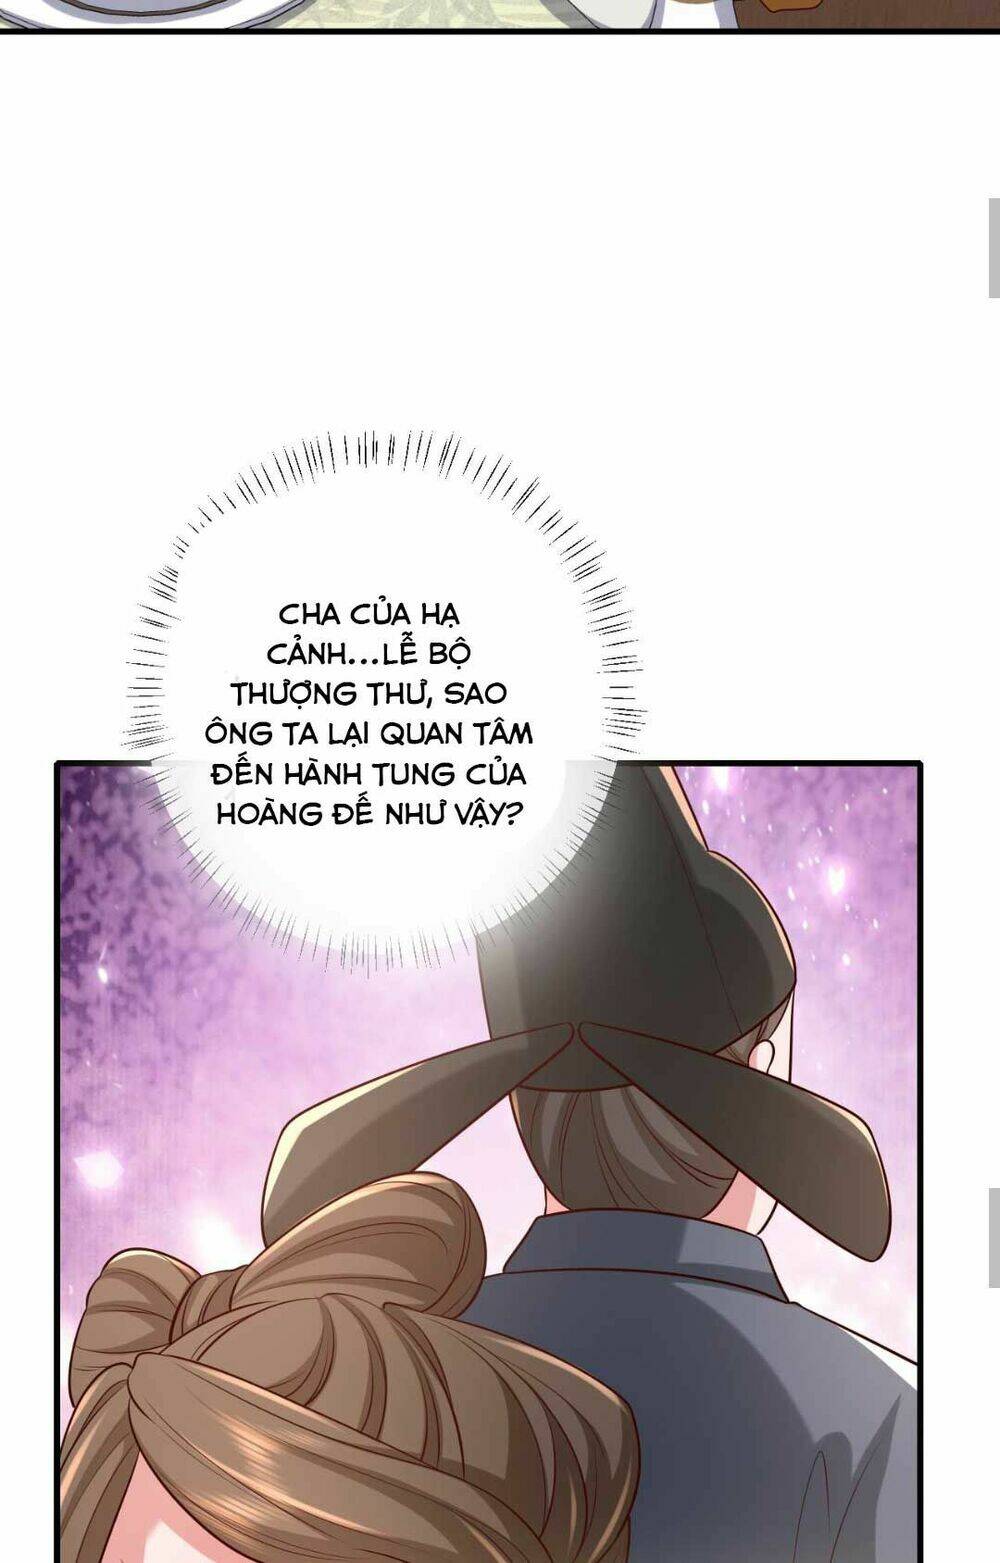 CHA CỦA HẠ
CẢNH...LỄ BỘ
THƯỢNG THƯ, SAO
ÔNG TA LẠI QUAN TÂM
ĐẾN HÀNH TUNG CỦA
HOÀNG ĐẾ NHƯ VẬY?